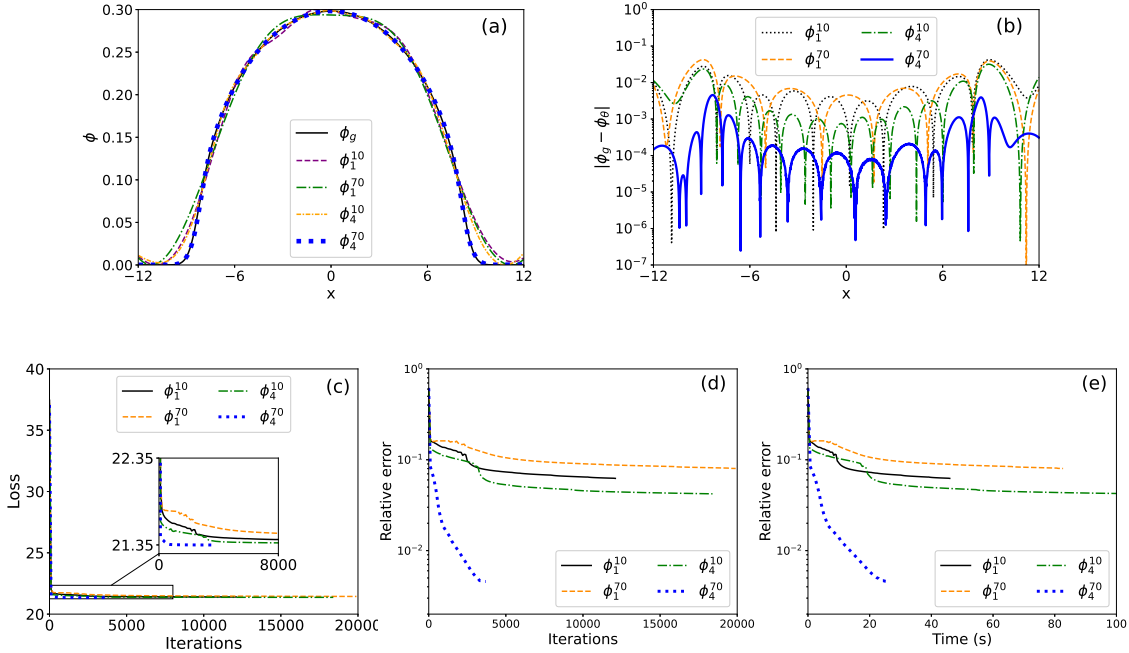 (a)
ϕ
0.30
0.25
0.20
0.15
0.10
0.05
0.00
ϕ_g
ϕ_1^10
ϕ_1^70
ϕ_4^10
ϕ_4^70
−12 −6 0 6 12
x
(b)
|ϕ_g − ϕ_θ|
10^0
10^−1
10^−2
10^−3
10^−4
10^−5
10^−6
10^−7
ϕ_1^10 ϕ_4^10
ϕ_1^70 ϕ_4^70
−12 −6 0 6 12
x
(c)
Loss
40
35
30
25
20
ϕ_1^10 ϕ_4^10
ϕ_1^70 ϕ_4^70
22.35
21.35
0 8000
0 5000 10000 15000 20000
Iterations
(d)
Relative error
10^0
10^−1
10^−2
ϕ_1^10 ϕ_4^10
ϕ_1^70 ϕ_4^70
0 5000 10000 15000 20000
Iterations
(e)
Relative error
10^0
10^−1
10^−2
ϕ_1^10 ϕ_4^10
ϕ_1^70 ϕ_4^70
0 20 40 60 80 100
Time (s)